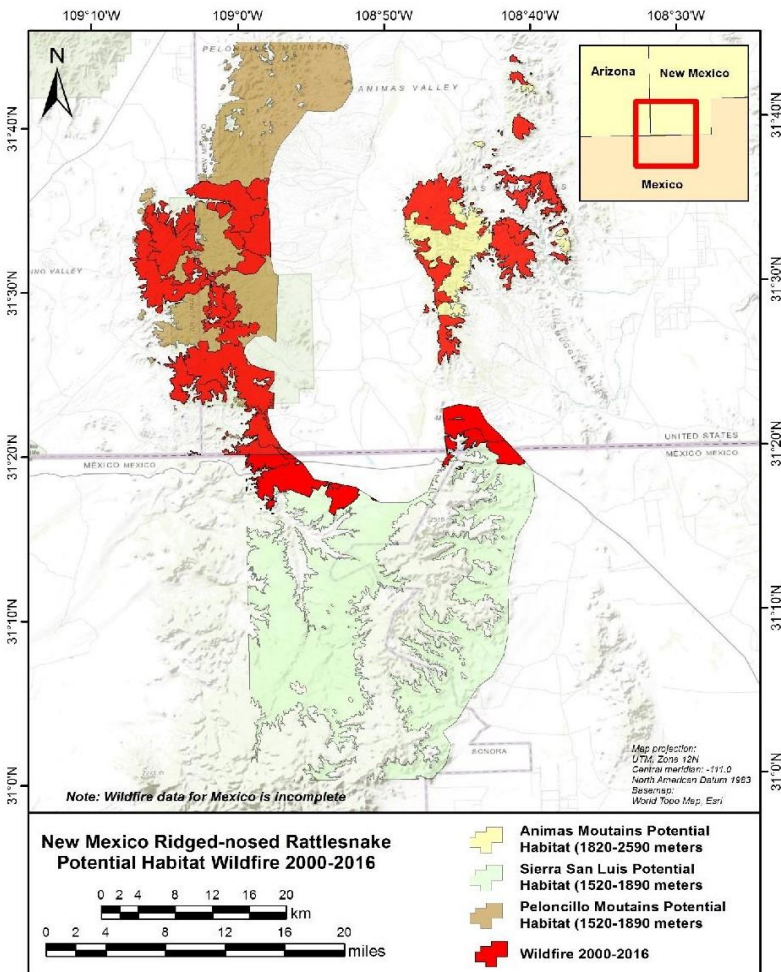 109°10'W 109°0'W 108°50'W 108°40'W 108°30'W
N
PELONCILLO MOUNTAINS
ANIMAS VALLEY
Arizona
New Mexico
Mexico
31°40'N 31°40'N
31°30'N 31°30'N
UNITED STATES
MÉXICO MEXICO
31°20'N 31°20'N
MÉXICO MEXICO
31°10'N 31°10'N
SONORA
31°0'N 31°0'N
Map projection:
UTM, Zone 12N
Central meridian: -111.0
North American Datum 1983
Basemap:
World Topo Map, Esri
Note: Wildfire data for Mexico is incomplete
New Mexico Ridged-nosed Rattlesnake
Potential Habitat Wildfire 2000-2016
0 2 4 8 12 16 20
km
0 4 8 12 16 20
miles
Animas Moutains Potential
Habitat (1820-2590 meters
Sierra San Luis Potential
Habitat (1520-1890 meters
Peloncillo Moutains Potential
Habitat (1520-1890 meters
Wildfire 2000-2016